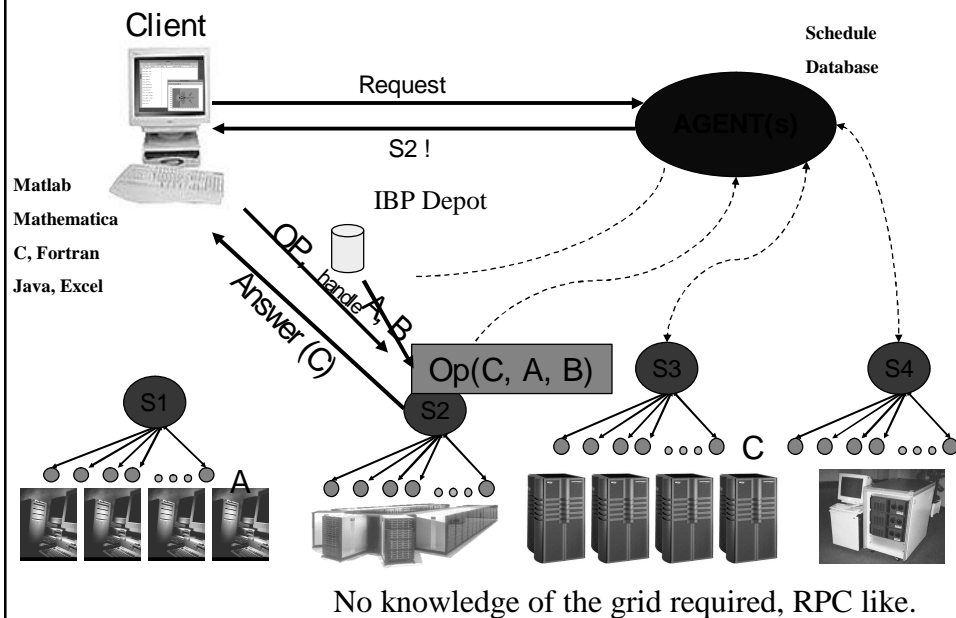 Client
Schedule
Database
Request
AGENT(s)
S2 !
Matlab
Mathematica
C, Fortran
Java, Excel
IBP Depot
OP, handle
A, B
Answer (C)
Op(C, A, B)
S1
S2
S3
S4
A
C
No knowledge of the grid required, RPC like.